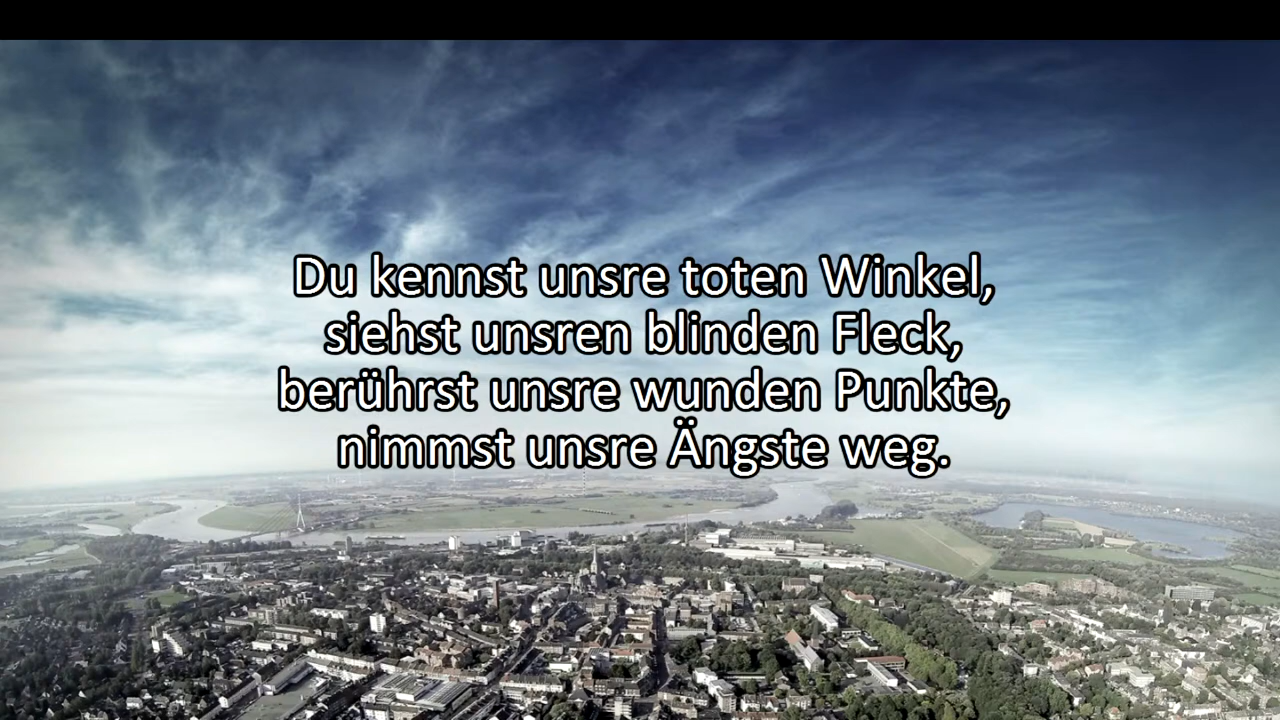 Du kennst unsre toten Winkel,
siehst unsren blinden Fleck,
berührst unsre wunden Punkte,
nimmst unsre Ängste weg.